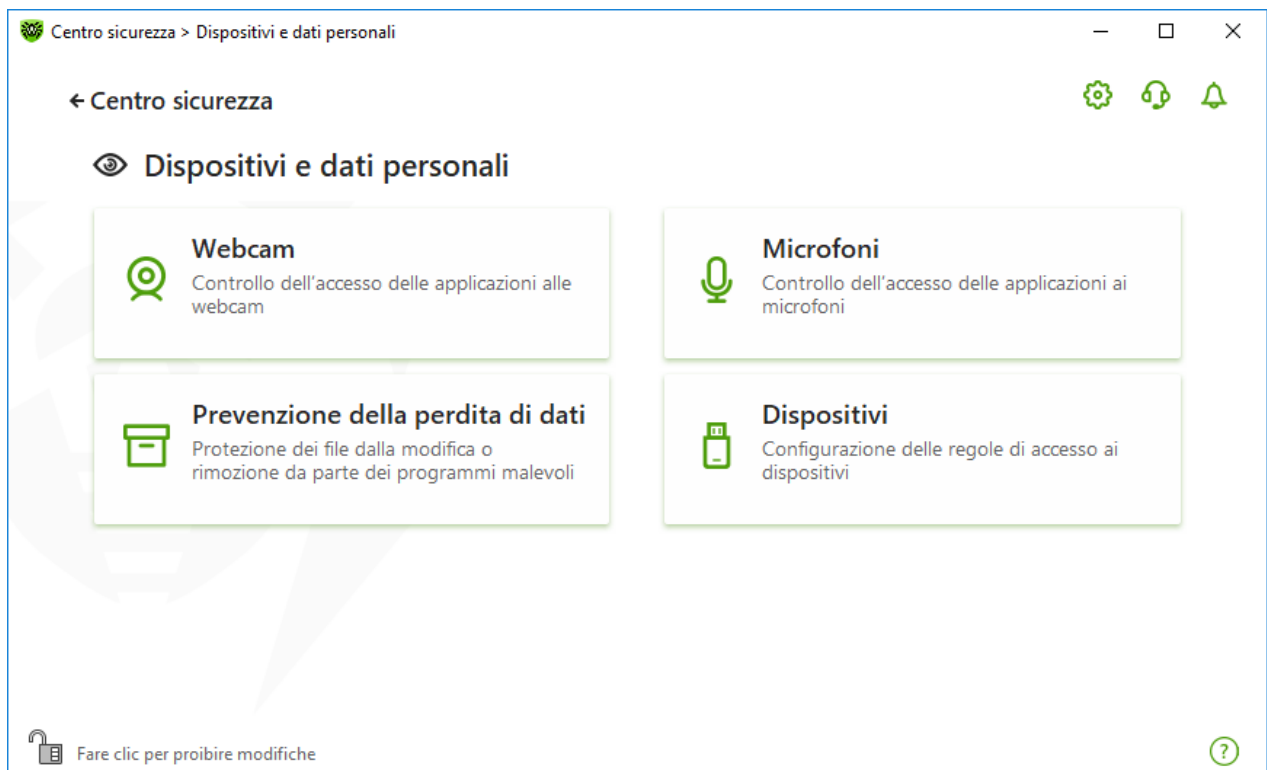 Centro sicurezza > Dispositivi e dati personali
Centro sicurezza
Dispositivi e dati personali
Webcam
Controllo dell'accesso delle applicazioni alle
webcam
Microfoni
Controllo dell'accesso delle applicazioni ai
microfoni
Prevenzione della perdita di dati
Protezione dei file dalla modifica o
rimozione da parte dei programmi malevoli
Dispositivi
Configurazione delle regole di accesso ai
dispositivi
Fare clic per proibire modifiche
?